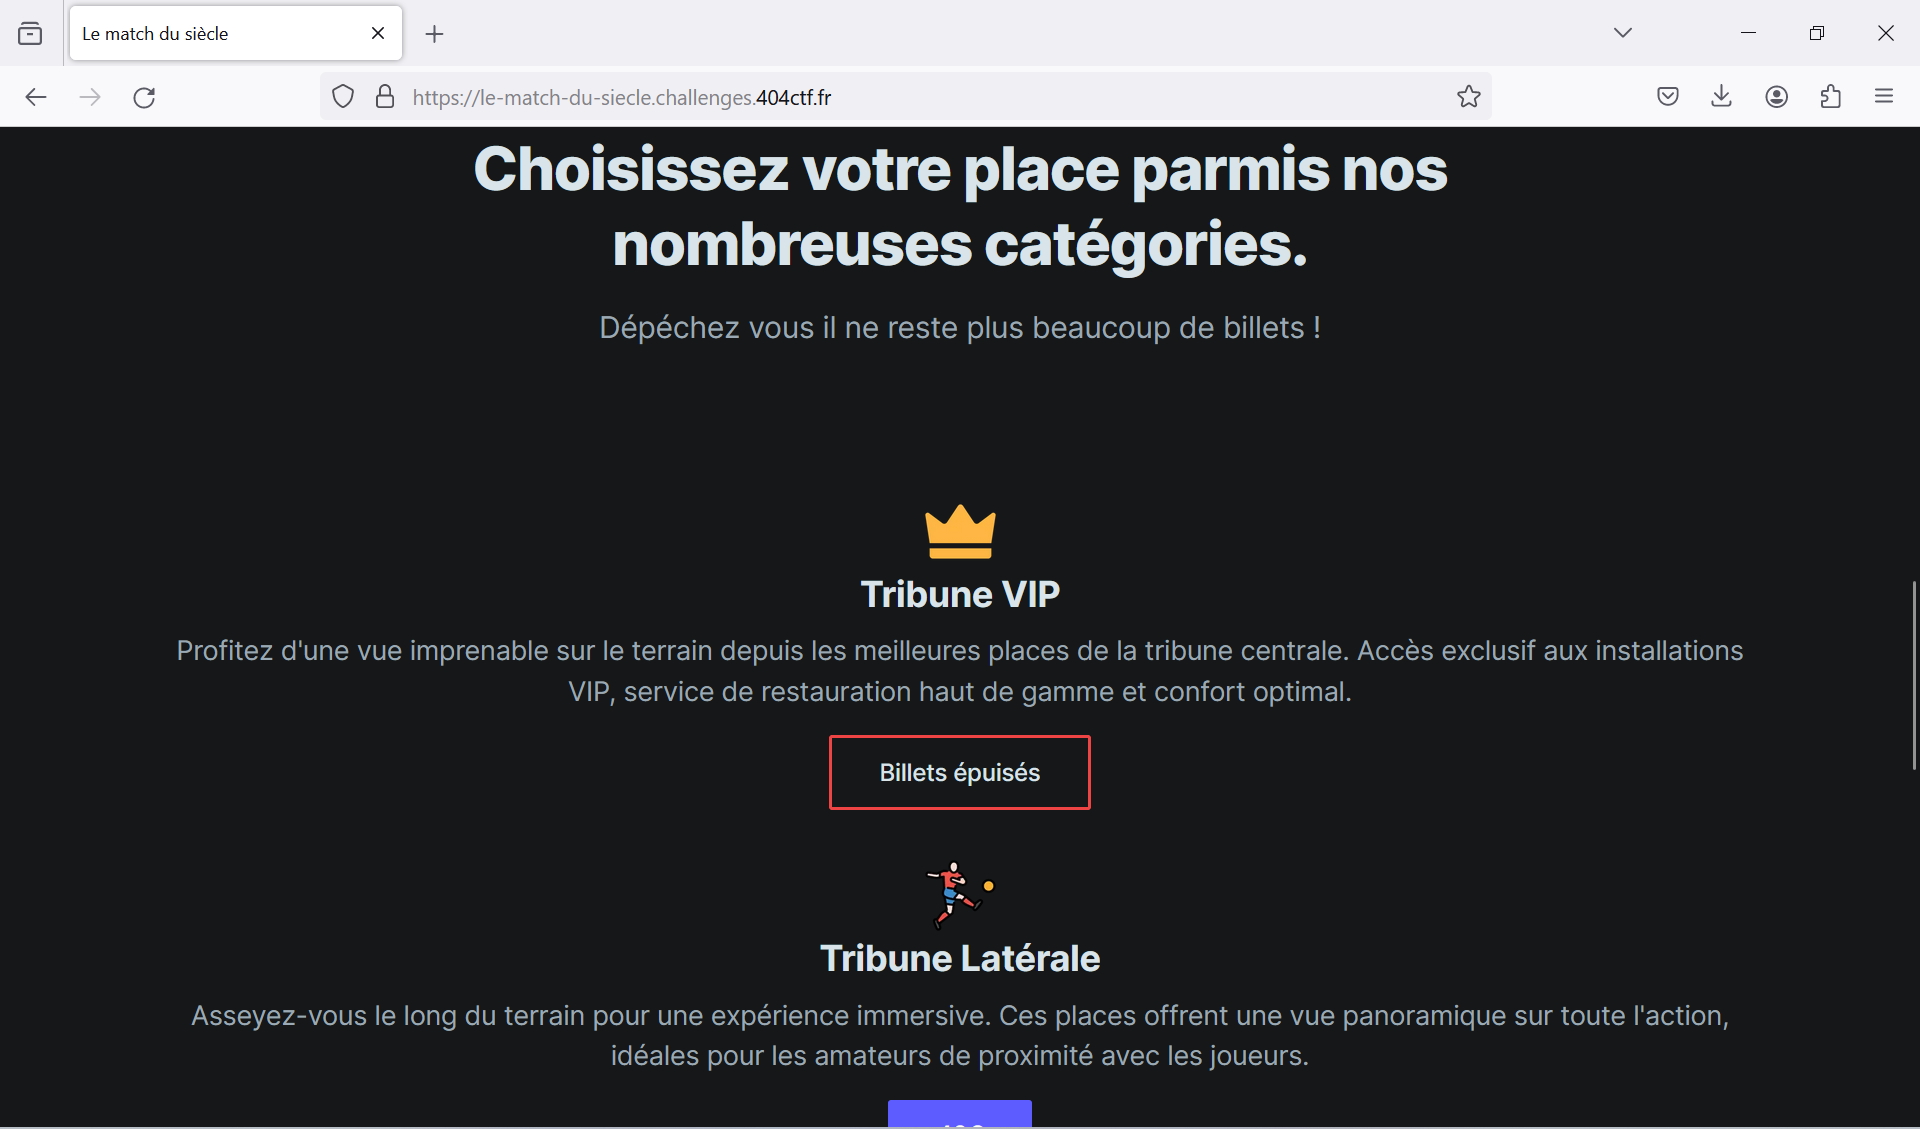 Le match du siècle
https://le-match-du-siecle.challenges.404ctf.fr
Choisissez votre place parmis nos
nombreuses catégories.
Dépéchez vous il ne reste plus beaucoup de billets !
Tribune VIP
Profitez d'une vue imprenable sur le terrain depuis les meilleures places de la tribune centrale. Accès exclusif aux installations
VIP, service de restauration haut de gamme et confort optimal.
Billets épuisés
Tribune Latérale
Asseyez-vous le long du terrain pour une expérience immersive. Ces places offrent une vue panoramique sur toute l'action,
idéales pour les amateurs de proximité avec les joueurs.